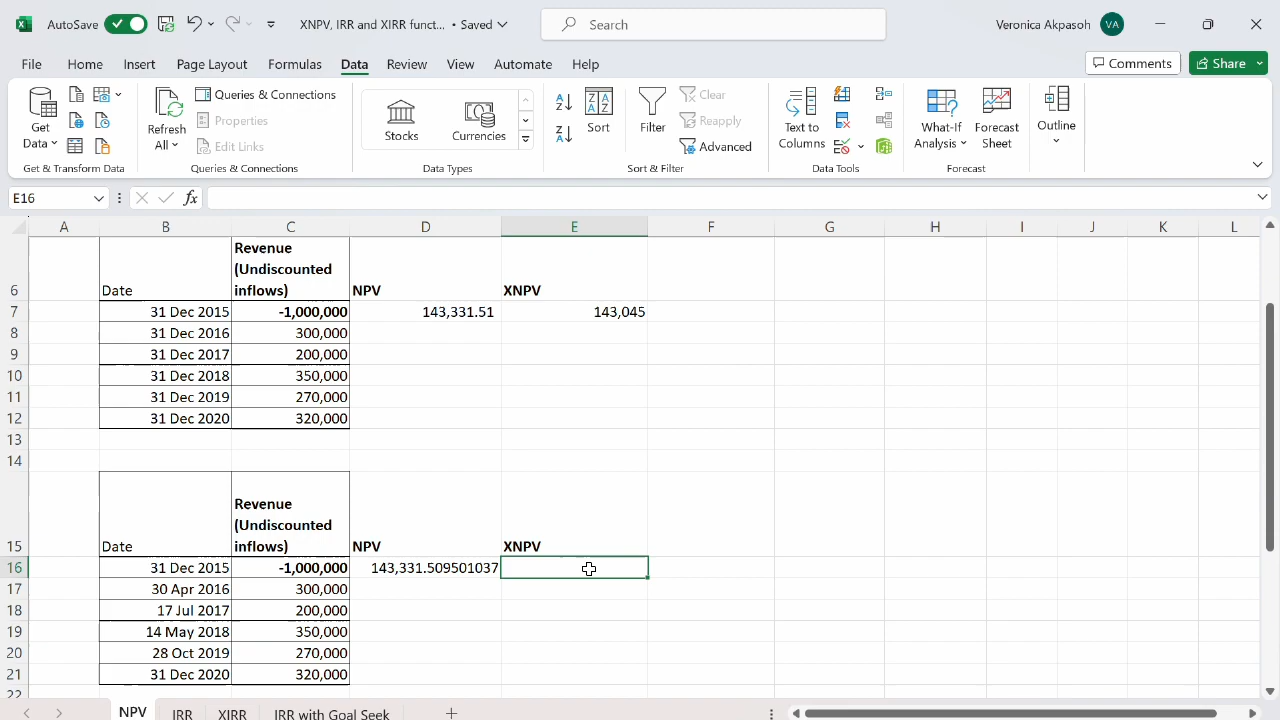 AutoSave
XNPV, IRR and XIRR funct... • Saved
Search
Veronica Akpasoh
VA
File
Home
Insert
Page Layout
Formulas
Data
Review
View
Automate
Help
Comments
Share
Get
Data
Refresh
All
Queries & Connections
Properties
Edit Links
Stocks
Currencies
Sort
Filter
Clear
Reapply
Advanced
Text to
Columns
What-If
Analysis
Forecast
Sheet
Outline
Get & Transform Data
Queries & Connections
Data Types
Sort & Filter
Data Tools
Forecast
E16
fx
A B C D E F G H I J K L
Revenue
(Undiscounted
6 Date inflows) NPV XNPV
7 31 Dec 2015 -1,000,000 143,331.51 143,045
8 31 Dec 2016 300,000
9 31 Dec 2017 200,000
10 31 Dec 2018 350,000
11 31 Dec 2019 270,000
12 31 Dec 2020 320,000
13
14
Revenue
(Undiscounted
15 Date inflows) NPV XNPV
16 31 Dec 2015 -1,000,000 143,331.509501037
17 30 Apr 2016 300,000
18 17 Jul 2017 200,000
19 14 May 2018 350,000
20 28 Oct 2019 270,000
21 31 Dec 2020 320,000
22
NPV
IRR
XIRR
IRR with Goal Seek